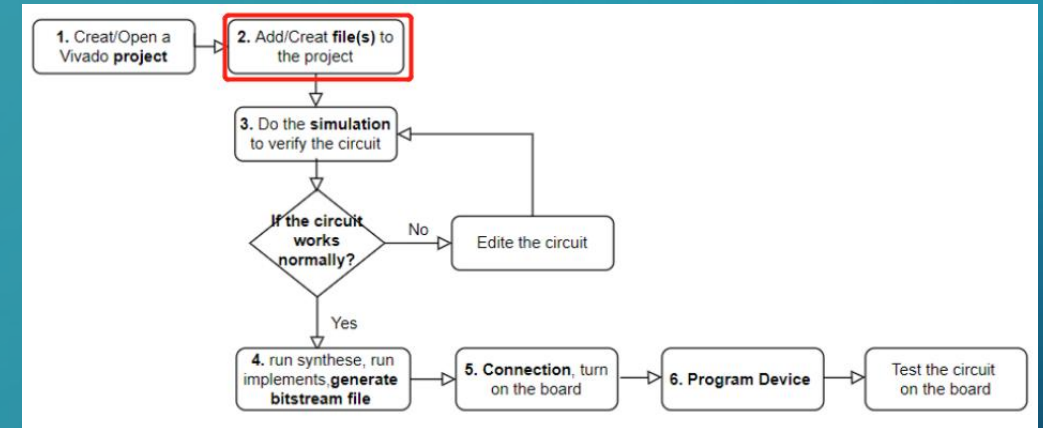 1. Creat/Open a
Vivado project
2. Add/Creat file(s) to
the project
3. Do the simulation
to verify the circuit
If the circuit
works
normally?
No
Edite the circuit
Yes
4. run synthese, run
implements,generate
bitstream file
5. Connection, turn
on the board
6. Program Device
Test the circuit
on the board